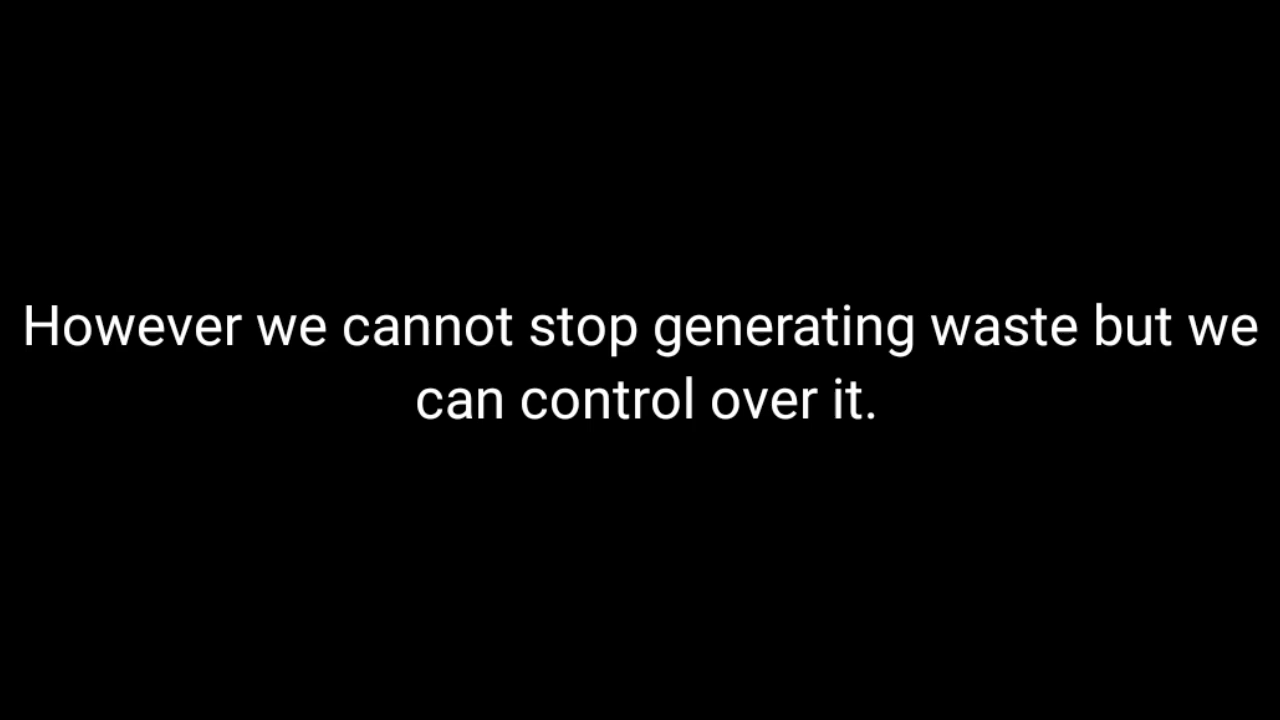 However we cannot stop generating waste but we
can control over it.